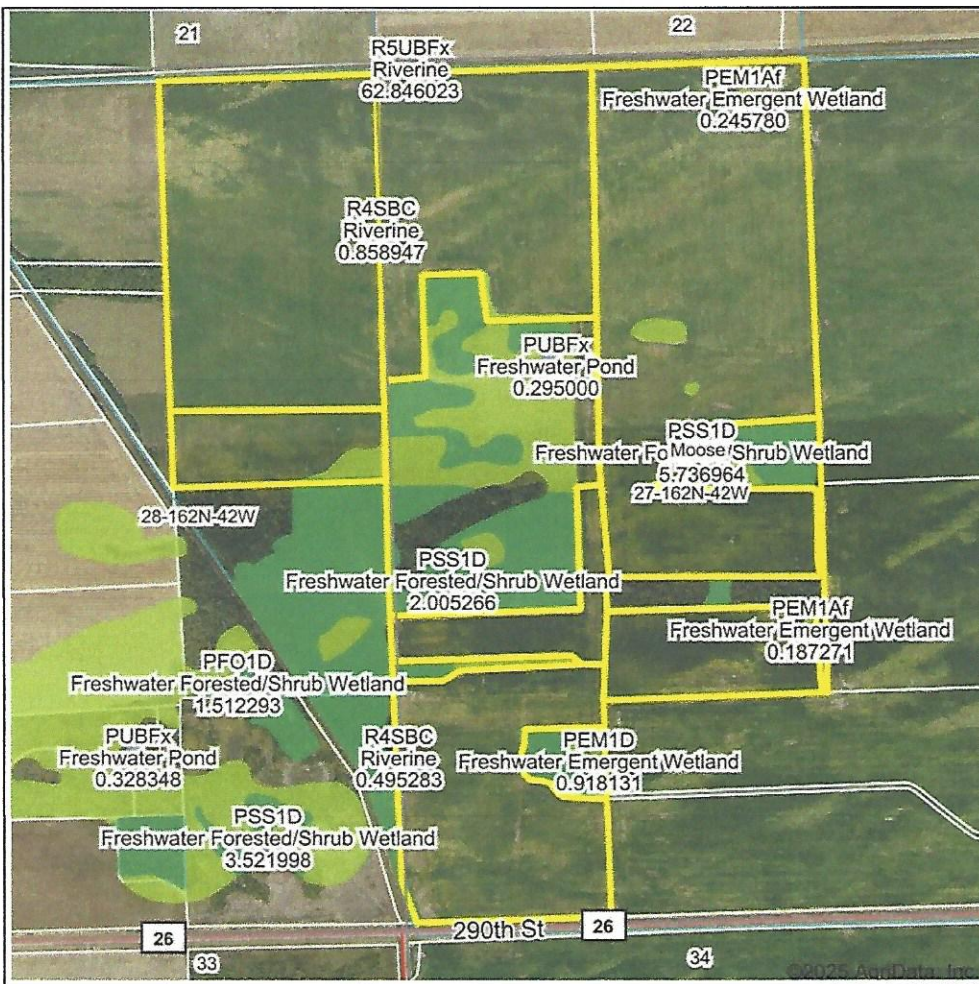 21
22
R5UBFx
Riverine
62.846023
PEM1Af
Freshwater Emergent Wetland
0.245780
R4SBC
Riverine
0.858947
PUBFx
Freshwater Pond
0.295000
PSS1D
Freshwater Fo
Moose
/Shrub Wetland
5.736964
27-162N-42W
28-162N-42W
PSS1D
Freshwater Forested/Shrub Wetland
2.005266
PEM1Af
Freshwater Emergent Wetland
0.187271
PFO1D
Freshwater Forested/Shrub Wetland
1.512293
PUBFx
Freshwater Pond
0.328348
R4SBC
Riverine
0.495283
PEM1D
Freshwater Emergent Wetland
0.918131
PSS1D
Freshwater Forested/Shrub Wetland
3.521998
26
290th St
26
33
34
©2025 AgriData, Inc.